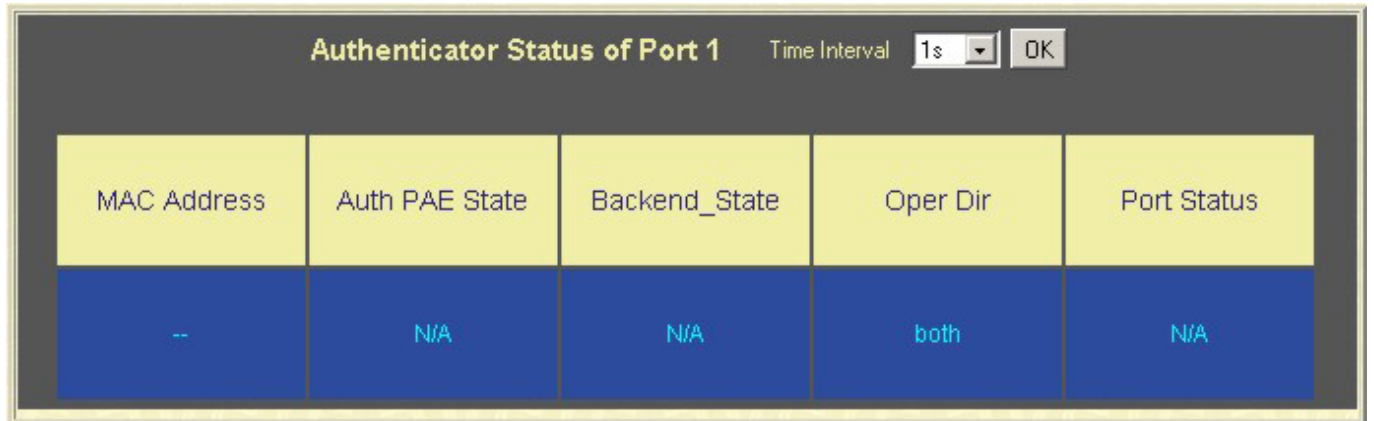 Authenticator Status of Port 1 Time Interval 1s OK
MAC Address Auth PAE State Backend_State Oper Dir Port Status
-- N/A N/A both N/A